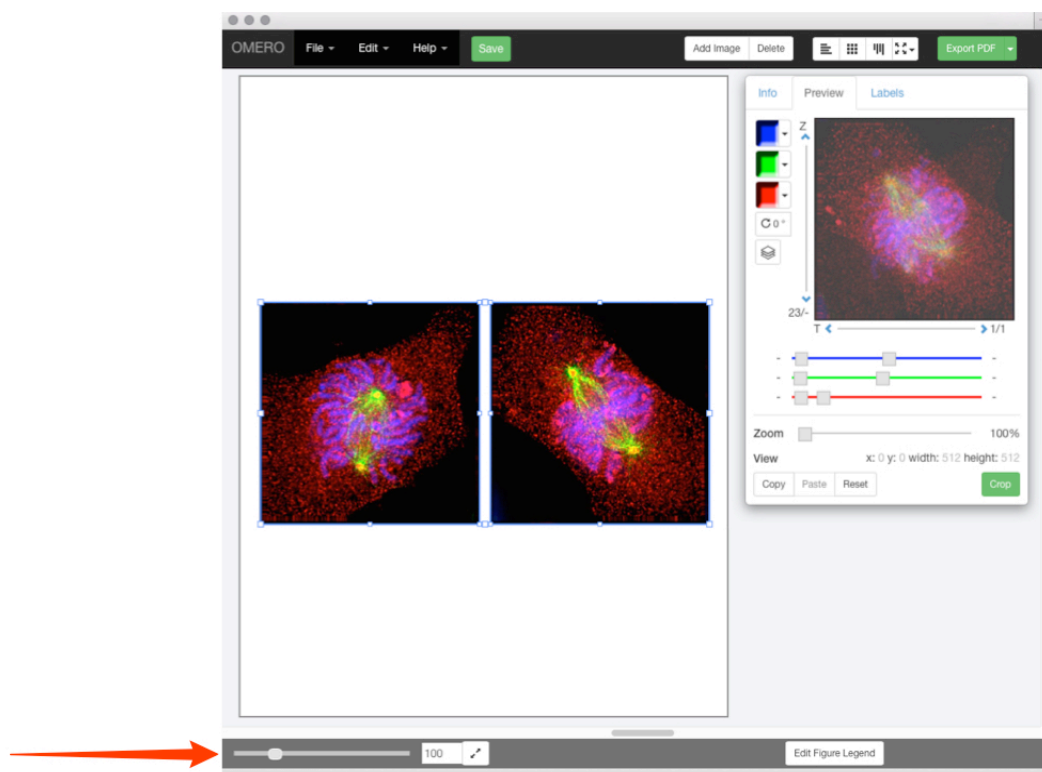 OMERO File Edit Help Save Add Image Delete Export PDF
Info Preview Labels
Z
0°
23/-
T 1/1
- -
- -
- -
Zoom 100%
View x: 0 y: 0 width: 512 height: 512
Copy Paste Reset Crop
100 Edit Figure Legend